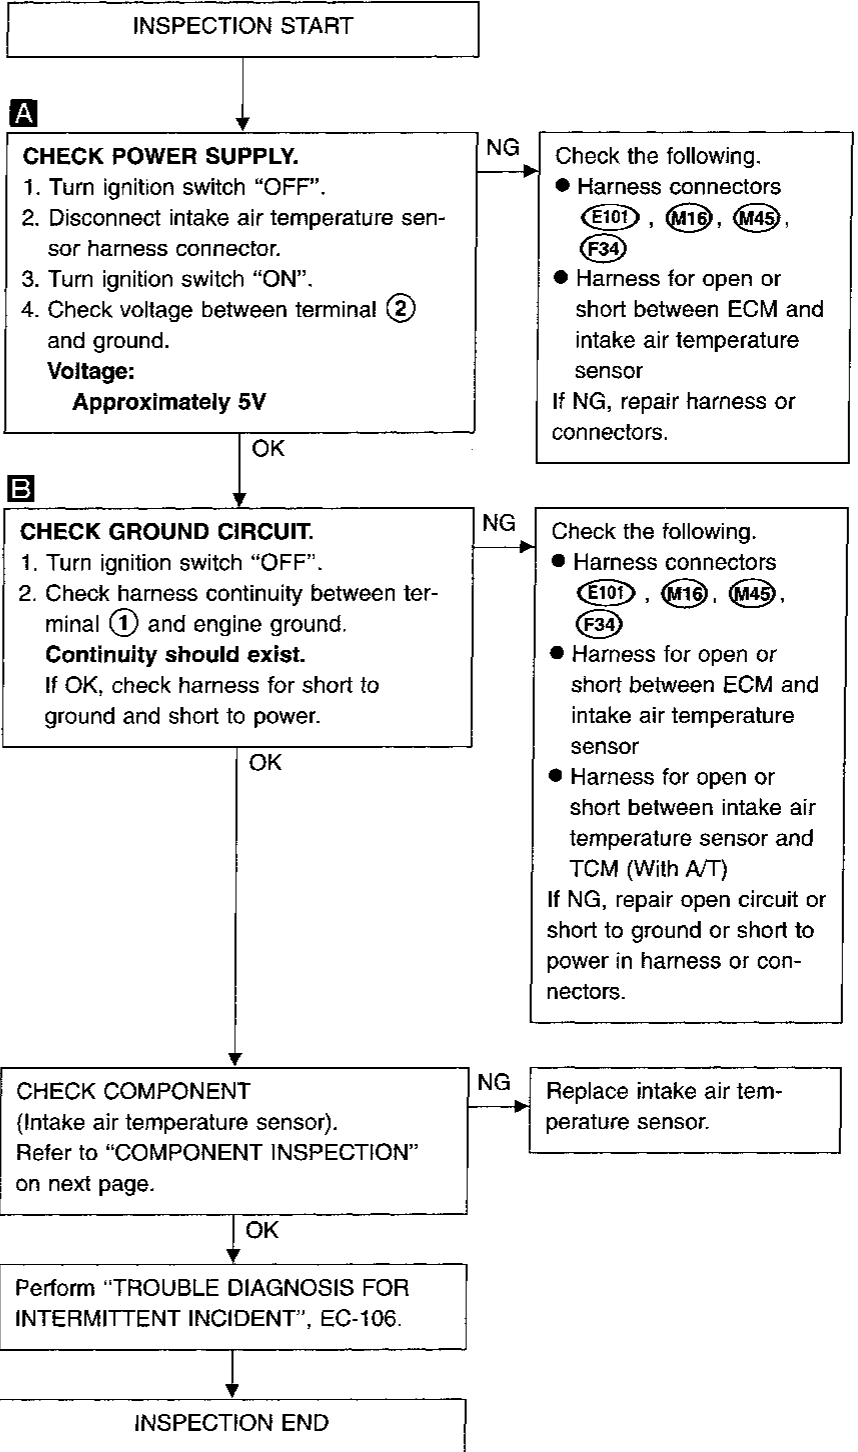 INSPECTION START
A
CHECK POWER SUPPLY.
1. Turn ignition switch “OFF”.
2. Disconnect intake air temperature sen-
sor harness connector.
3. Turn ignition switch “ON”.
4. Check voltage between terminal ②
and ground.
Voltage:
Approximately 5V
NG
Check the following.
● Harness connectors
E101 , M16 , M45 ,
F34
● Harness for open or
short between ECM and
intake air temperature
sensor
If NG, repair harness or
connectors.
OK
B
CHECK GROUND CIRCUIT.
1. Turn ignition switch “OFF”.
2. Check harness continuity between ter-
minal ① and engine ground.
Continuity should exist.
If OK, check harness for short to
ground and short to power.
NG
Check the following.
● Harness connectors
E101 , M16 , M45 ,
F34
● Harness for open or
short between ECM and
intake air temperature
sensor
● Harness for open or
short between intake air
temperature sensor and
TCM (With A/T)
If NG, repair open circuit or
short to ground or short to
power in harness or con-
nectors.
OK
CHECK COMPONENT
(Intake air temperature sensor).
Refer to “COMPONENT INSPECTION”
on next page.
NG
Replace intake air tem-
perature sensor.
OK
Perform “TROUBLE DIAGNOSIS FOR
INTERMITTENT INCIDENT”, EC-106.
INSPECTION END